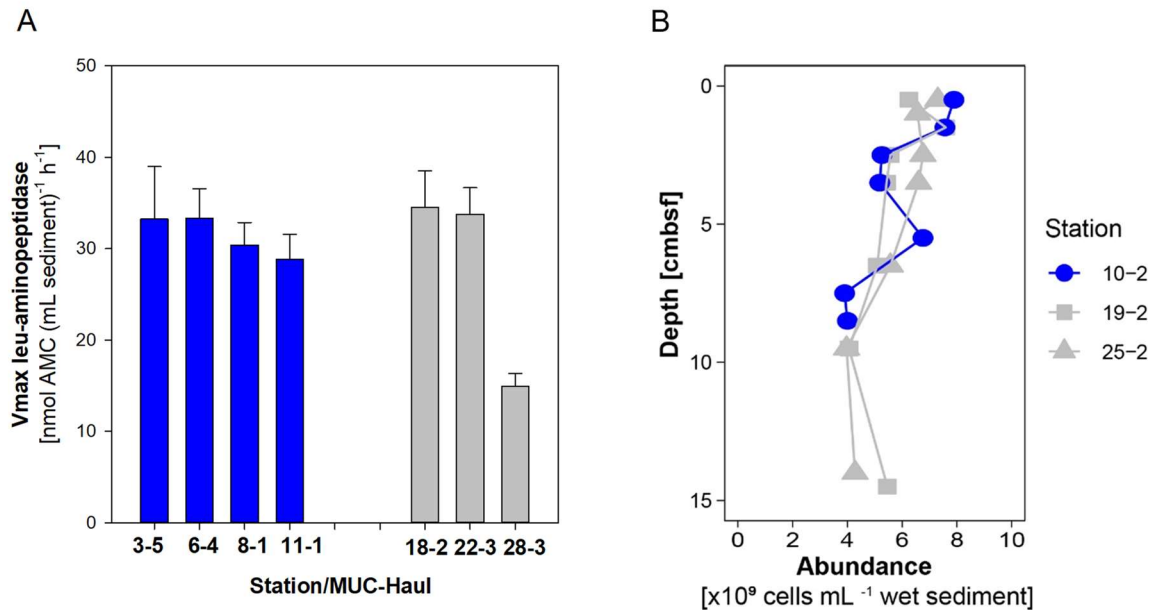 A
50
40
30
20
10
0
Vmax leu-aminopeptidase
[nmol AMC (mL sediment)⁻¹ h⁻¹]
3-5 6-4 8-1 11-1 18-2 22-3 28-3
Station/MUC-Haul
B
0
5
10
15
Depth [cmbsf]
0 2 4 6 8 10
Abundance
[x10⁹ cells mL ⁻¹ wet sediment]
Station
10−2
19−2
25−2